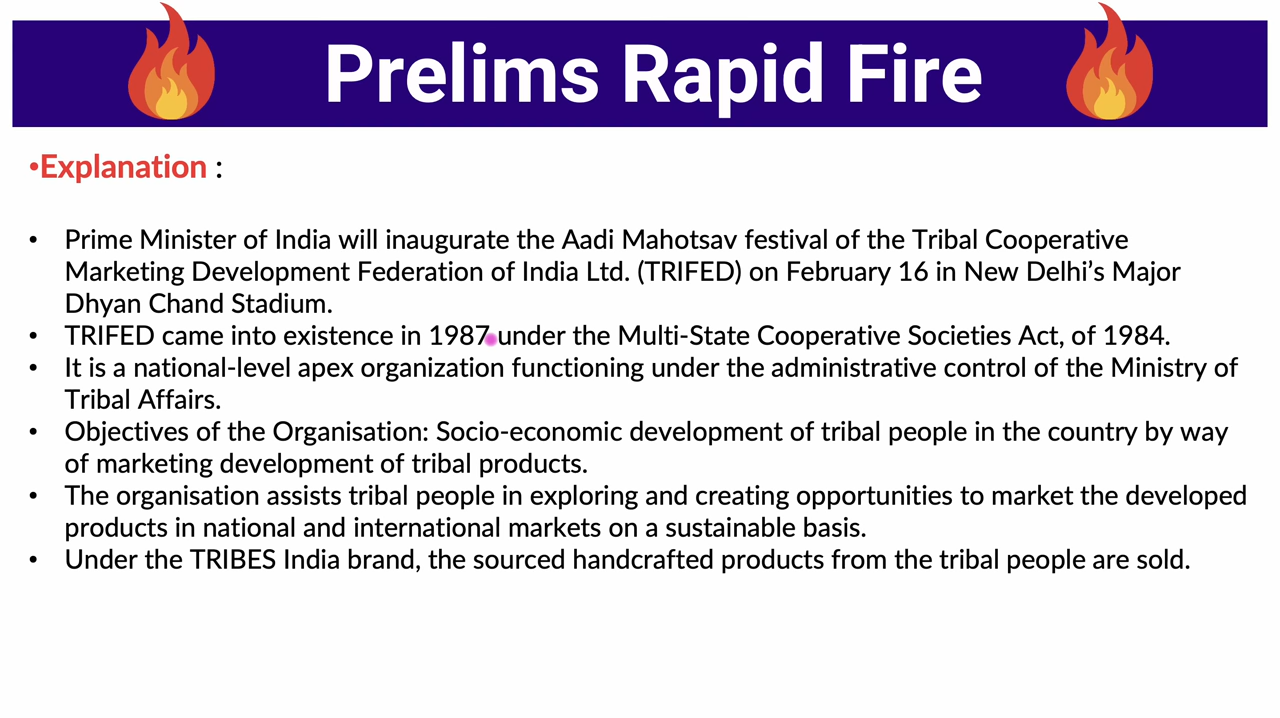 Prelims Rapid Fire
•Explanation :
• Prime Minister of India will inaugurate the Aadi Mahotsav festival of the Tribal Cooperative
Marketing Development Federation of India Ltd. (TRIFED) on February 16 in New Delhi’s Major
Dhyan Chand Stadium.
• TRIFED came into existence in 1987 under the Multi-State Cooperative Societies Act, of 1984.
• It is a national-level apex organization functioning under the administrative control of the Ministry of
Tribal Affairs.
• Objectives of the Organisation: Socio-economic development of tribal people in the country by way
of marketing development of tribal products.
• The organisation assists tribal people in exploring and creating opportunities to market the developed
products in national and international markets on a sustainable basis.
• Under the TRIBES India brand, the sourced handcrafted products from the tribal people are sold.